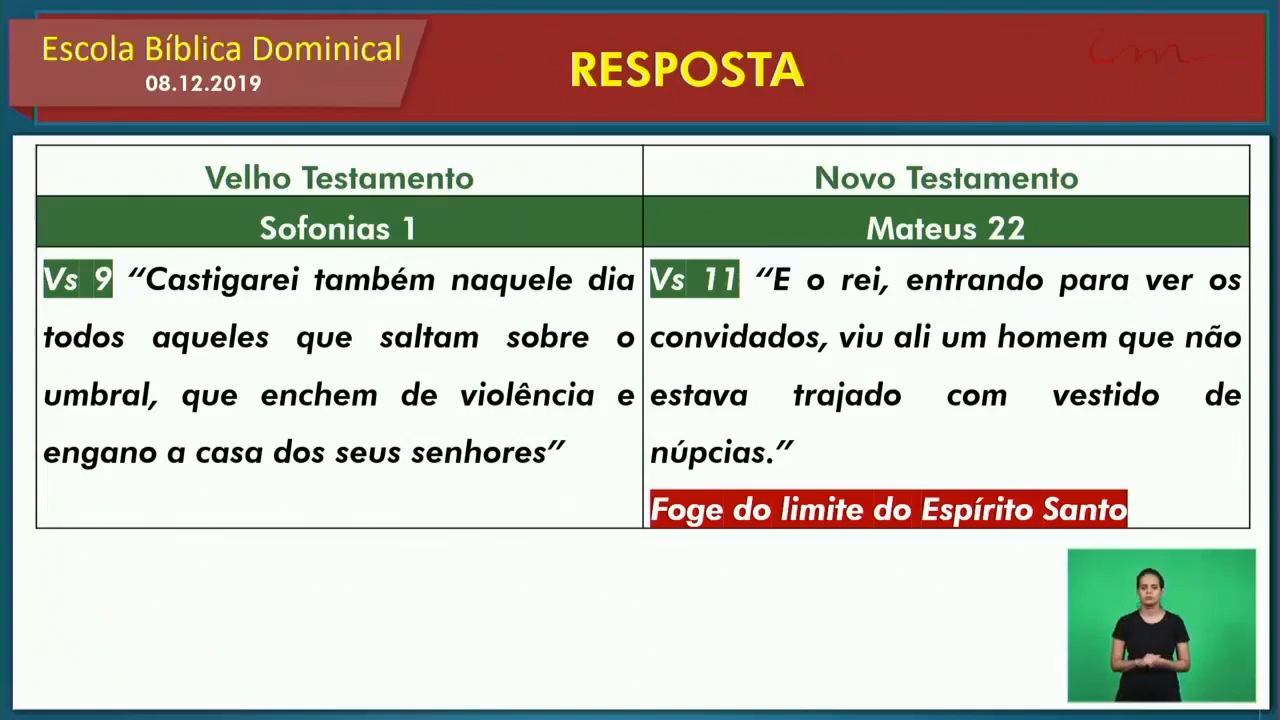 Escola Bíblica Dominical
08.12.2019
RESPOSTA
Velho Testamento
Novo Testamento
Sofonias 1
Mateus 22
Vs 9 “Castigarei também naquele dia
todos aqueles que saltam sobre o
umbral, que enchem de violência e
engano a casa dos seus senhores”
Vs 11 “E o rei, entrando para ver os
convidados, viu ali um homem que não
estava trajado com vestido de
núpcias.”
Foge do limite do Espírito Santo